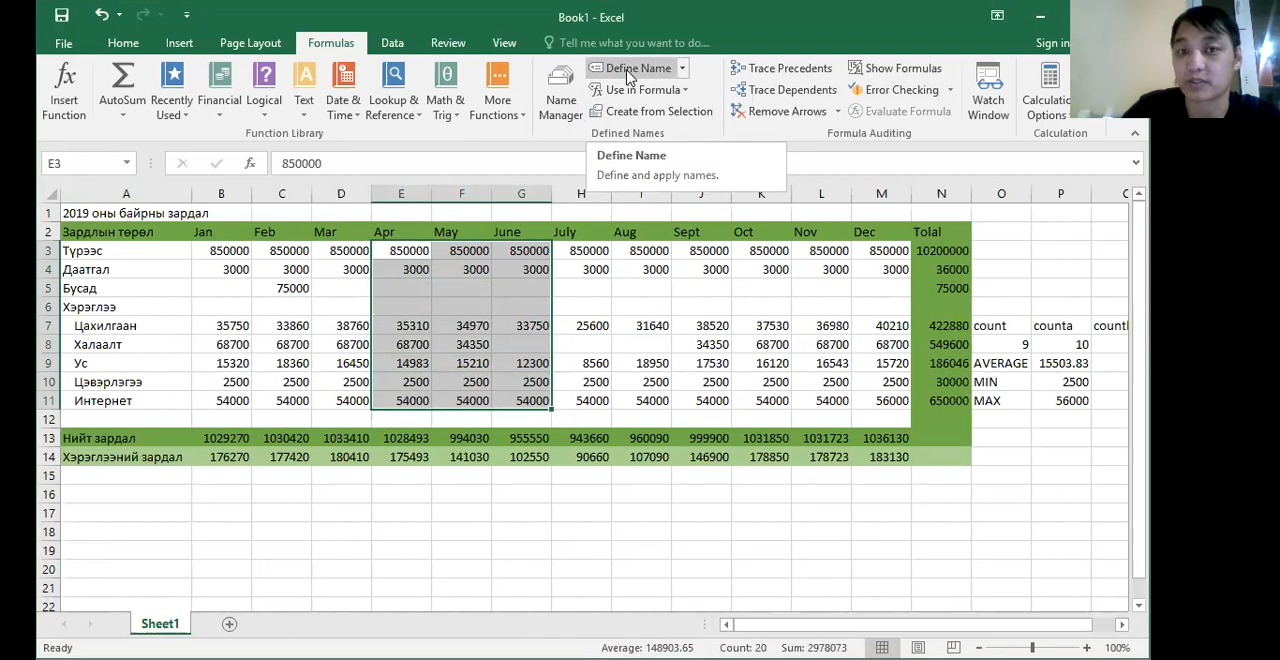 Book1 - Excel
File Home Insert Page Layout Formulas Data Review View Tell me what you want to do... Sign in
Insert Function AutoSum Recently Used Financial Logical Text Date & Time Lookup & Reference Math & Trig More Functions
Function Library
Name Manager Define Name Use in Formula Create from Selection
Defined Names
Trace Precedents Trace Dependents Remove Arrows Show Formulas Error Checking Evaluate Formula Watch Window
Formula Auditing
Calculatio Options
Calculation
E3 fx 850000
Define Name
Define and apply names.
A B C D E F G H I J K L M N O P
1 2019 оны байрны зардал
2 Зардлын төрөл Jan Feb Mar Apr May June July Aug Sept Oct Nov Dec Total
3 Түрээс 850000 850000 850000 850000 850000 850000 850000 850000 850000 850000 850000 850000 10200000
4 Даатгал 3000 3000 3000 3000 3000 3000 3000 3000 3000 3000 3000 3000 36000
5 Бусад 75000 75000
6 Хэрэглээ
7 Цахилгаан 35750 33860 38760 35310 34970 33750 25600 31640 38520 37530 36980 40210 422880 count counta countl
8 Халаалт 68700 68700 68700 68700 34350 34350 68700 68700 68700 549600 9 10
9 Ус 15320 18360 16450 14983 15210 12300 8560 18950 17530 16120 16543 15720 186046 AVERAGE 15503.83
10 Цэвэрлэгээ 2500 2500 2500 2500 2500 2500 2500 2500 2500 2500 2500 2500 30000 MIN 2500
11 Интернет 54000 54000 54000 54000 54000 54000 54000 54000 54000 54000 54000 56000 650000 MAX 56000
12
13 Нийт зардал 1029270 1030420 1033410 1028493 994030 955550 943660 960090 999900 1031850 1031723 1036130
14 Хэрэглээний зардал 176270 177420 180410 175493 141030 102550 90660 107090 146900 178850 178723 183130
15
16
17
18
19
20
21
22
Sheet1
Ready Average: 148903.65 Count: 20 Sum: 2978073 100%